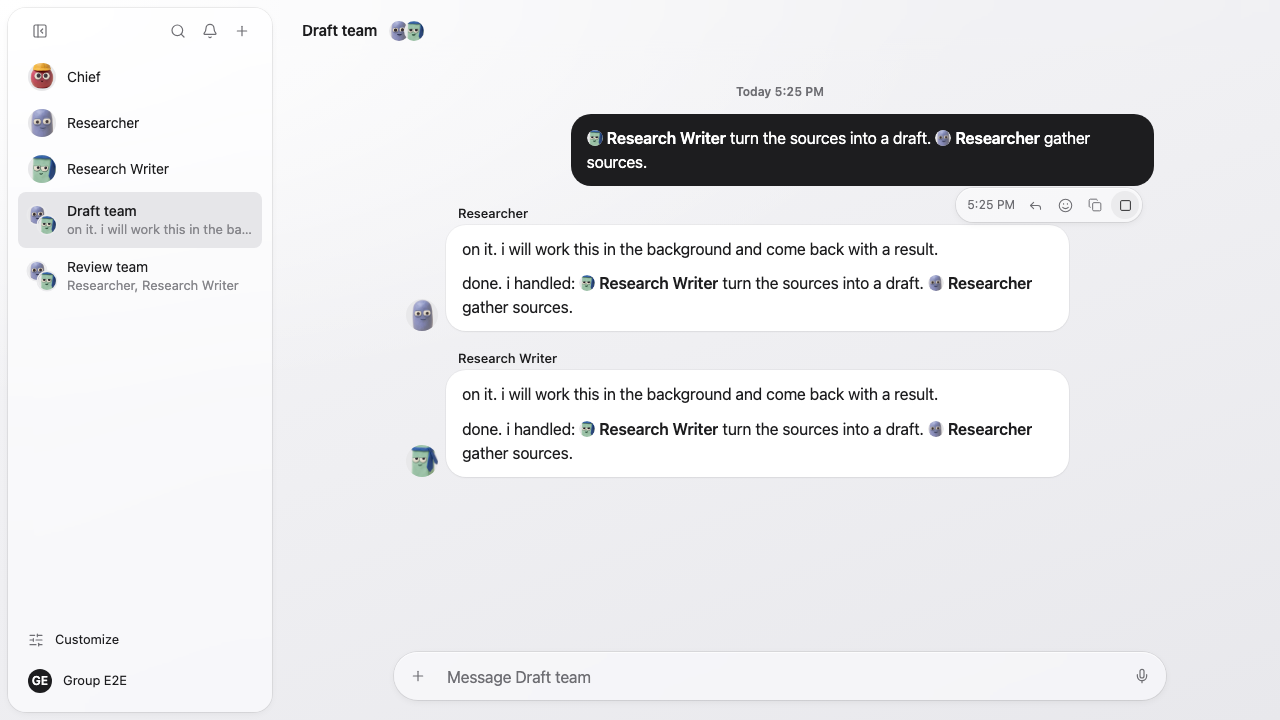 Chief
Researcher
Research Writer
Draft team
on it. i will work this in the ba...
Review team
Researcher, Research Writer
Customize
GE
Group E2E
Draft team
Today 5:25 PM
Research Writer turn the sources into a draft. Researcher gather
sources.
5:25 PM
Researcher
on it. i will work this in the background and come back with a result.
done. i handled: Research Writer turn the sources into a draft. Researcher
gather sources.
Research Writer
on it. i will work this in the background and come back with a result.
done. i handled: Research Writer turn the sources into a draft. Researcher
gather sources.
Message Draft team